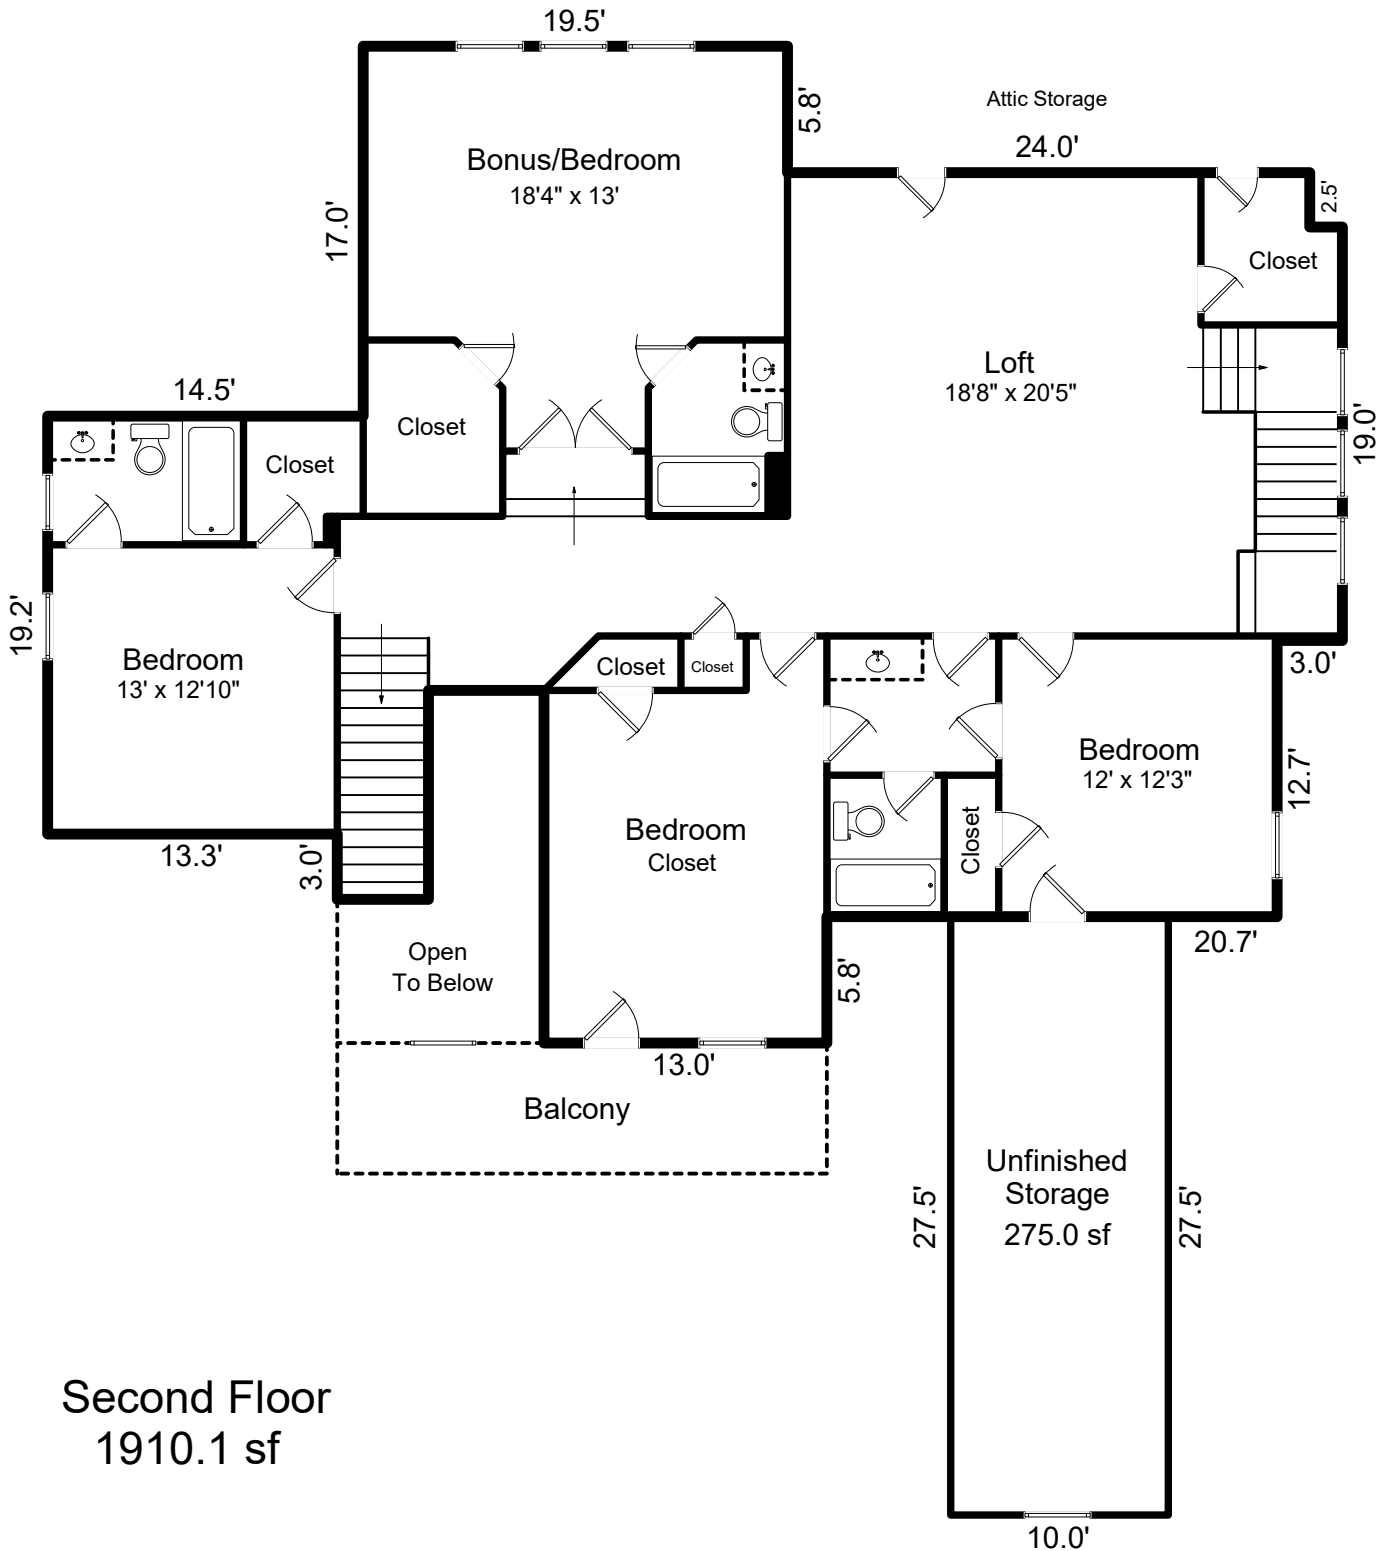 19.5'
5.8'
Attic Storage
24.0'
Bonus/Bedroom
18'4" x 13'
2.5'
17.0'
Closet
Loft
18'8" x 20'5"
14.5'
Closet
Closet
19.0'
19.2'
Bedroom
13' x 12'10"
Closet
Closet
3.0'
Bedroom
12' x 12'3"
12.7'
Bedroom
Closet
Closet
13.3'
3.0'
Open
To Below
5.8'
20.7'
13.0'
Balcony
Unfinished
Storage
275.0 sf
27.5'
27.5'
Second Floor
1910.1 sf
10.0'